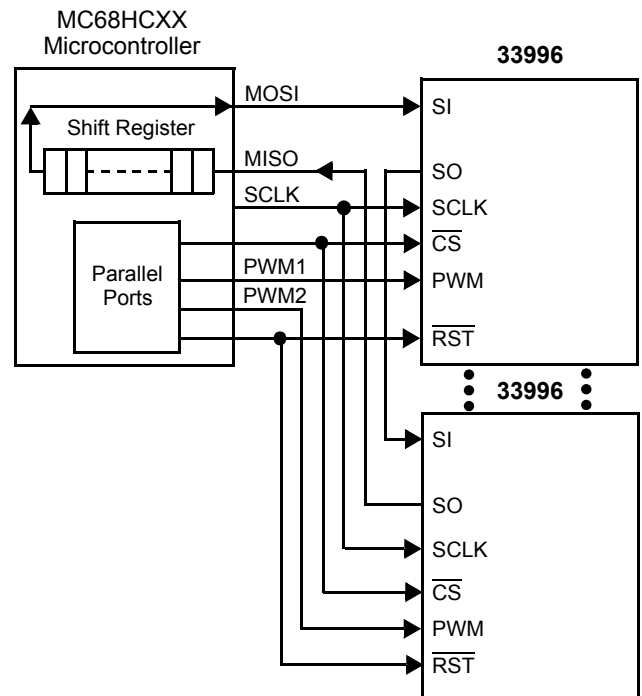 MC68HCXX
Microcontroller
33996
MOSI
SI
Shift Register
MISO
SO
SCLK
SCLK
CS
Parallel
Ports
PWM1
PWM
PWM2
RST
33996
SI
SO
SCLK
CS
PWM
RST